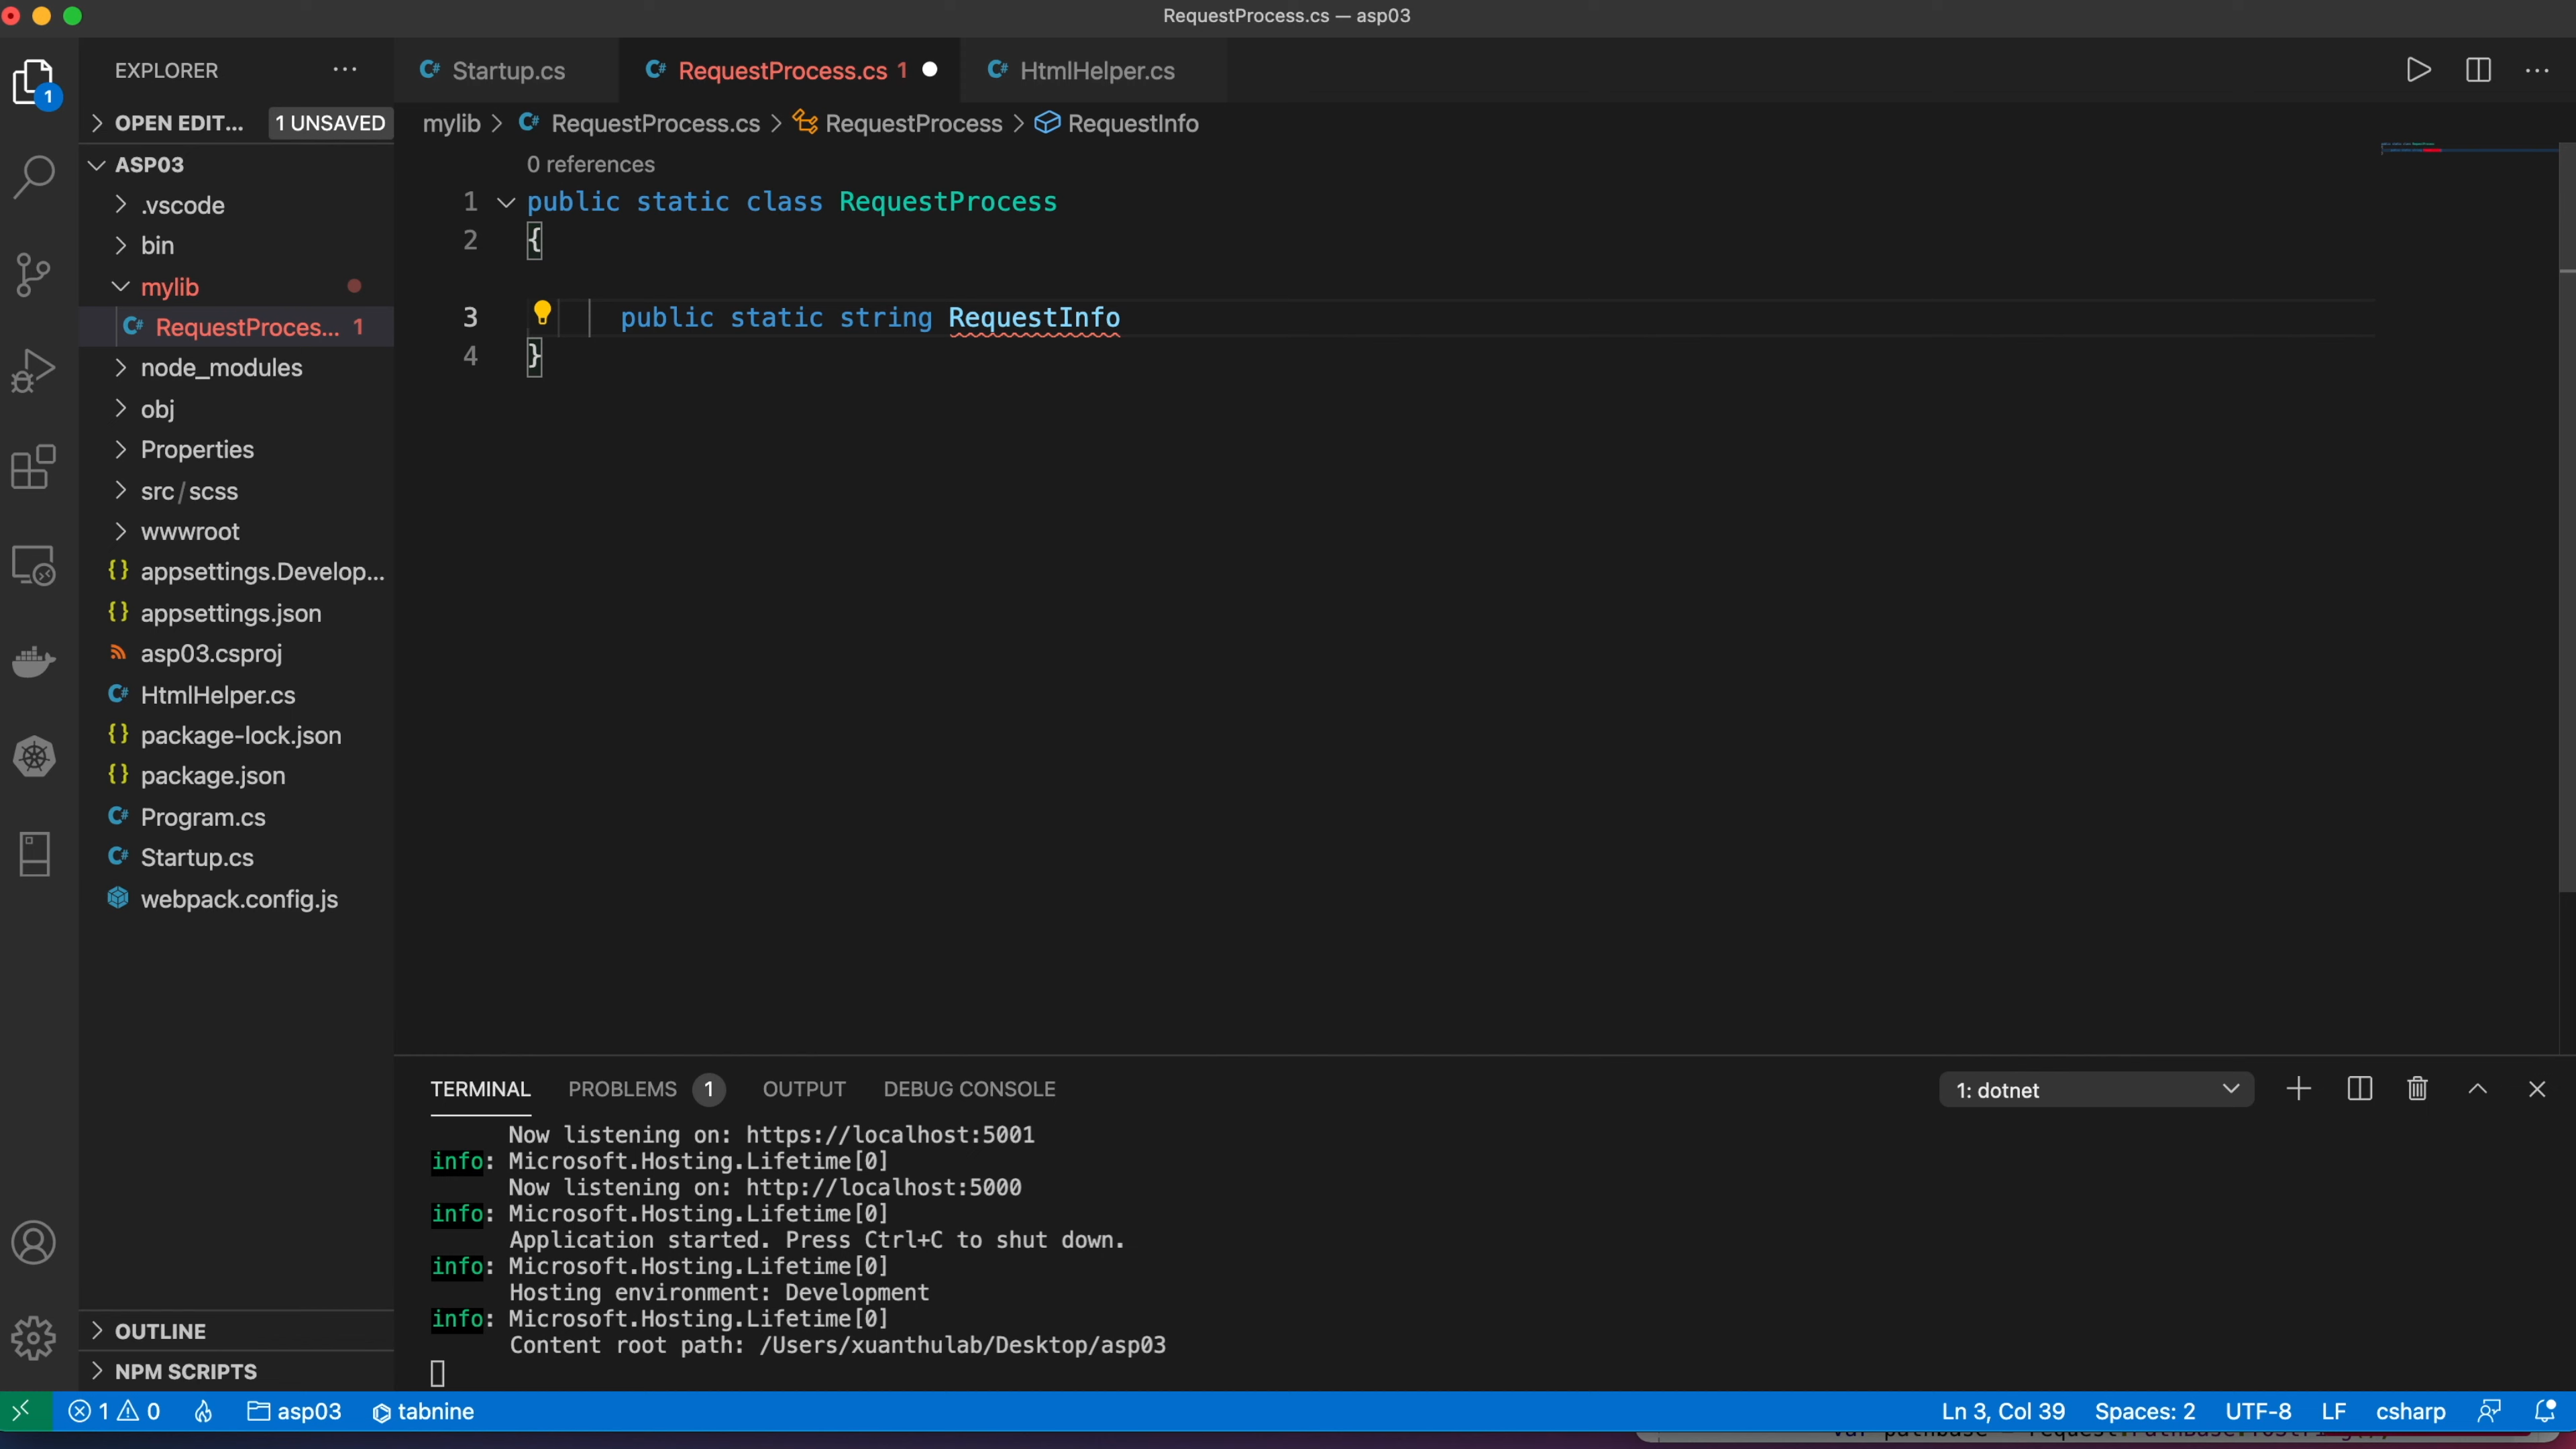 RequestProcess.cs — asp03
1
EXPLORER
OPEN EDIT... 1 UNSAVED
ASP03
.vscode
bin
mylib
RequestProces... 1
node_modules
obj
Properties
src/scss
wwwroot
appsettings.Develop...
appsettings.json
asp03.csproj
HtmlHelper.cs
package-lock.json
package.json
Program.cs
Startup.cs
webpack.config.js
OUTLINE
NPM SCRIPTS
Startup.cs
RequestProcess.cs 1
HtmlHelper.cs
mylib > RequestProcess.cs > RequestProcess > RequestInfo
0 references
1 public static class RequestProcess
2 {
3 public static string RequestInfo
4 }
TERMINAL PROBLEMS 1 OUTPUT DEBUG CONSOLE 1: dotnet
Now listening on: https://localhost:5001
info: Microsoft.Hosting.Lifetime[0]
Now listening on: http://localhost:5000
info: Microsoft.Hosting.Lifetime[0]
Application started. Press Ctrl+C to shut down.
info: Microsoft.Hosting.Lifetime[0]
Hosting environment: Development
info: Microsoft.Hosting.Lifetime[0]
Content root path: /Users/xuanthulab/Desktop/asp03
1 0 asp03 tabnine Ln 3, Col 39 Spaces: 2 UTF-8 LF csharp